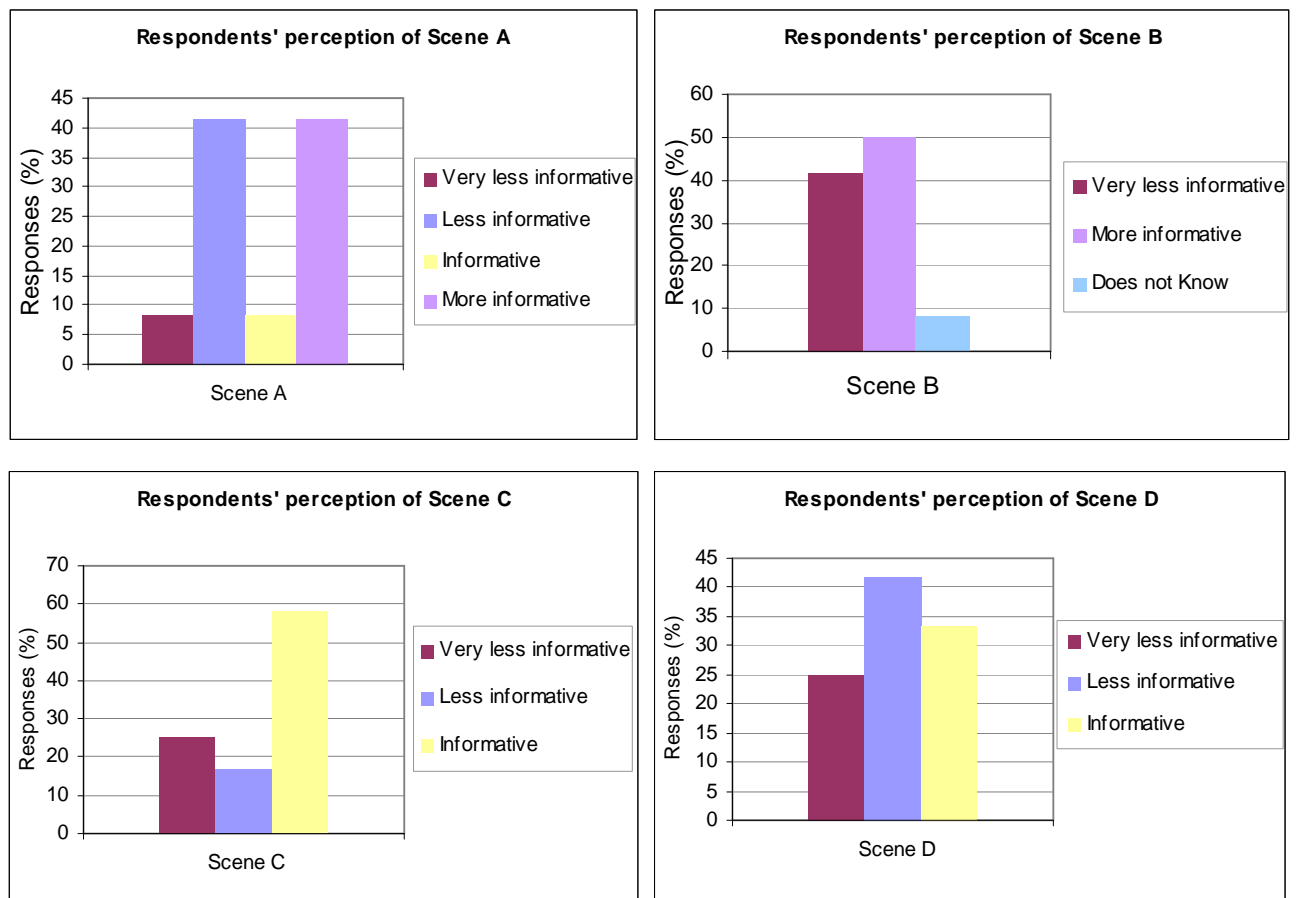 Respondents' perception of Scene A
Responses (%)
45
40
35
30
25
20
15
10
5
0
Scene A
Very less informative
Less informative
Informative
More informative
Respondents' perception of Scene B
Responses (%)
60
50
40
30
20
10
0
Scene B
Very less informative
More informative
Does not Know
Respondents' perception of Scene C
Responses (%)
70
60
50
40
30
20
10
0
Scene C
Very less informative
Less informative
Informative
Respondents' perception of Scene D
Responses (%)
45
40
35
30
25
20
15
10
5
0
Scene D
Very less informative
Less informative
Informative